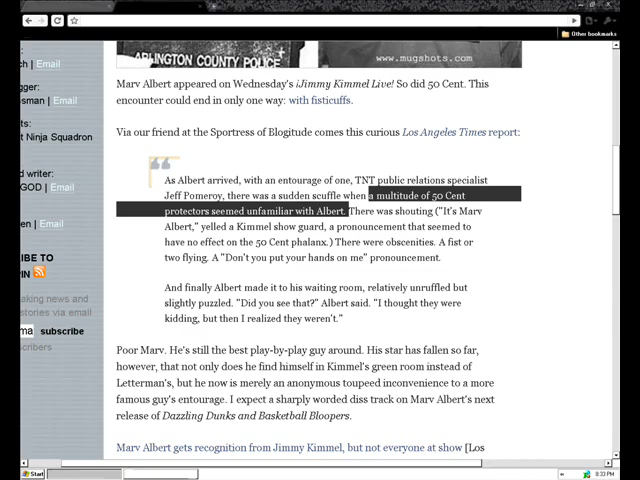 Other bookmarks
ARLINGTON COUNTY POLICE
www.mugshots.com
ch | Email
gger:
sman | Email
ts:
t Ninja Squadron
d writer:
GOD | Email
en | Email
IBE TO
PIN
aking news and
stories via email
ma subscribe
scribers
Marv Albert appeared on Wednesday's ¡Jimmy Kimmel Live! So did 50 Cent. This
encounter could end in only one way: with fisticuffs.
Via our friend at the Sportress of Blogitude comes this curious Los Angeles Times report:
As Albert arrived, with an entourage of one, TNT public relations specialist
Jeff Pomeroy, there was a sudden scuffle when a multitude of 50 Cent
protectors seemed unfamiliar with Albert. There was shouting ("It's Marv
Albert," yelled a Kimmel show guard, a pronouncement that seemed to
have no effect on the 50 Cent phalanx.) There were obscenities. A fist or
two flying. A "Don't you put your hands on me" pronouncement.
And finally Albert made it to his waiting room, relatively unruffled but
slightly puzzled. "Did you see that?" Albert said. "I thought they were
kidding, but then I realized they weren't."
Poor Marv. He's still the best play-by-play guy around. His star has fallen so far,
however, that not only does he find himself in Kimmel's green room instead of
Letterman's, but he now is merely an anonymous toupeed inconvenience to a more
famous guy's entourage. I expect a sharply worded diss track on Marv Albert's next
release of Dazzling Dunks and Basketball Bloopers.
Marv Albert gets recognition from Jimmy Kimmel, but not everyone at show [Los
Start
8:33 PM